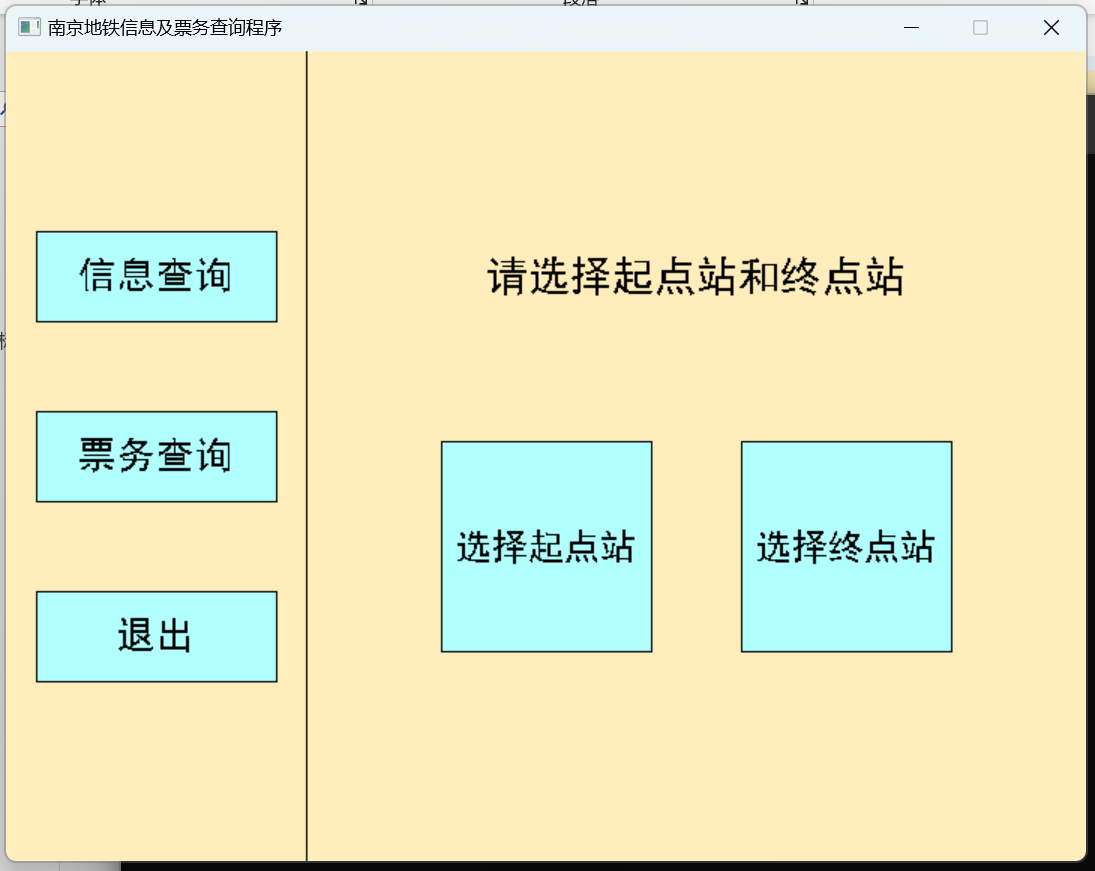 南京地铁信息及票务查询程序
信息查询
票务查询
退出
请选择起点站和终点站
选择起点站
选择终点站